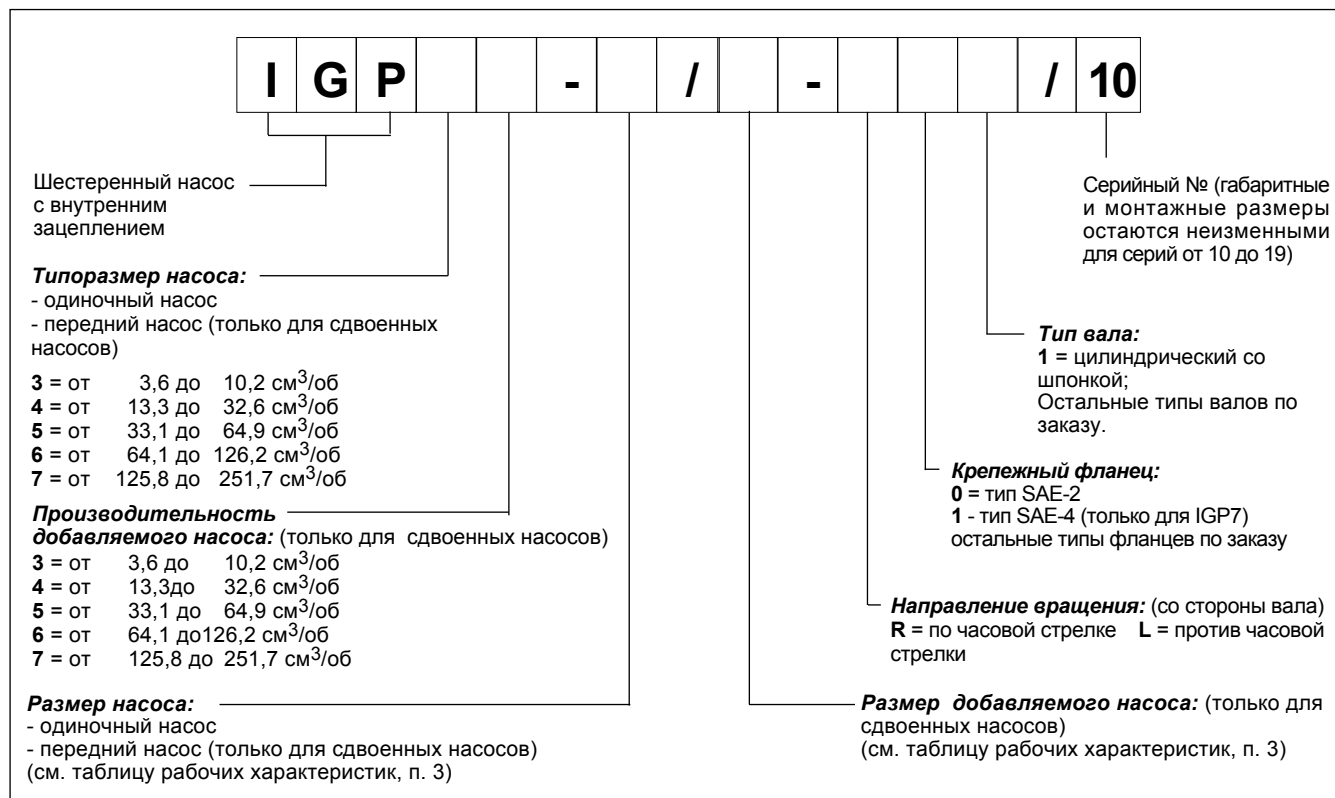 I G P - / - / 10
Шестеренный насос
с внутренним
зацеплением
Серийный № (габаритные
и монтажные размеры
остаются неизменными
для серий от 10 до 19)
Типоразмер насоса:
- одиночный насос
- передний насос (только для сдвоенных
насосов)
3 = от 3,6 до 10,2 см³/об
4 = от 13,3 до 32,6 см³/об
5 = от 33,1 до 64,9 см³/об
6 = от 64,1 до 126,2 см³/об
7 = от 125,8 до 251,7 см³/об
Тип вала:
1 = цилиндрический со
шпонкой;
Остальные типы валов по
заказу.
Крепежный фланец:
0 = тип SAE-2
1 - тип SAE-4 (только для IGP7)
остальные типы фланцев по заказу
Производительность
добавляемого насоса: (только для сдвоенных насосов)
3 = от 3,6 до 10,2 см³/об
4 = от 13,3до 32,6 см³/об
5 = от 33,1 до 64,9 см³/об
6 = от 64,1 до126,2 см³/об
7 = от 125,8 до 251,7 см³/об
Направление вращения: (со стороны вала)
R = по часовой стрелке L = против часовой
стрелки
Размер насоса:
- одиночный насос
- передний насос (только для сдвоенных насосов)
(см. таблицу рабочих характеристик, п. 3)
Размер добавляемого насоса: (только для
сдвоенных насосов)
(см. таблицу рабочих характеристик, п. 3)